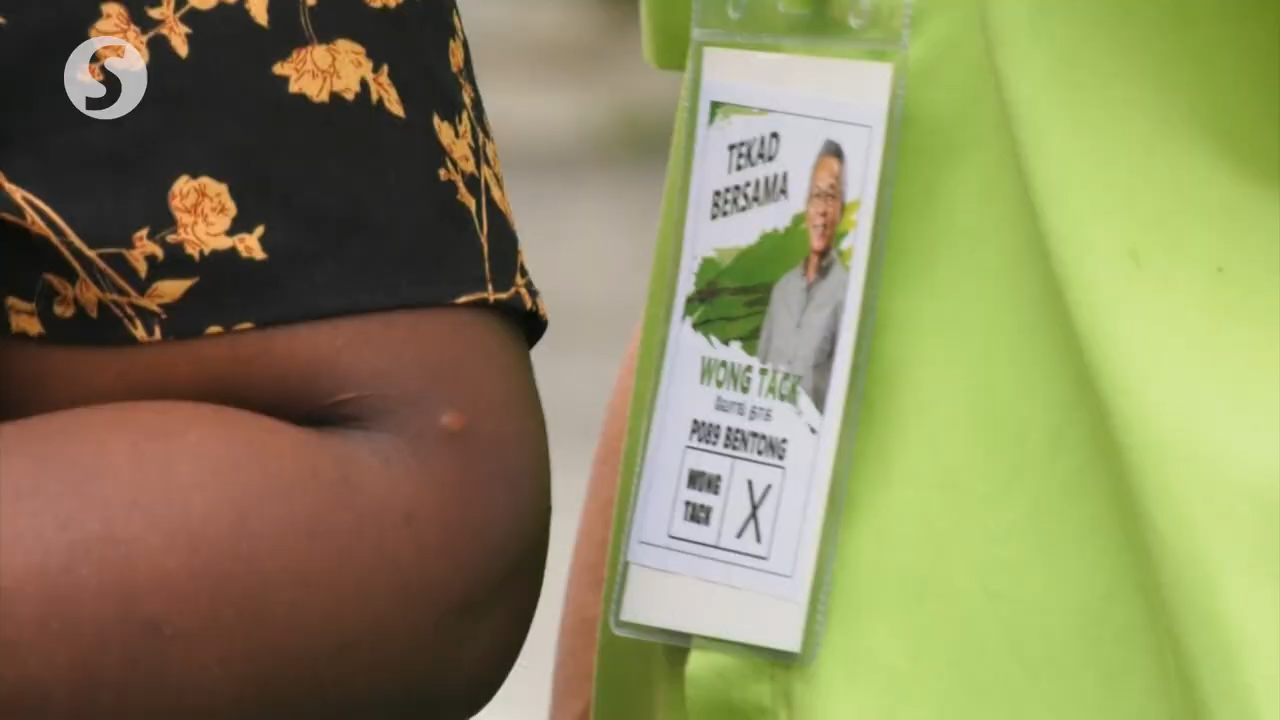 S
TEKAD
BERSAMA
WONG TACK
P089 BENTONG
WONG
TACK
X